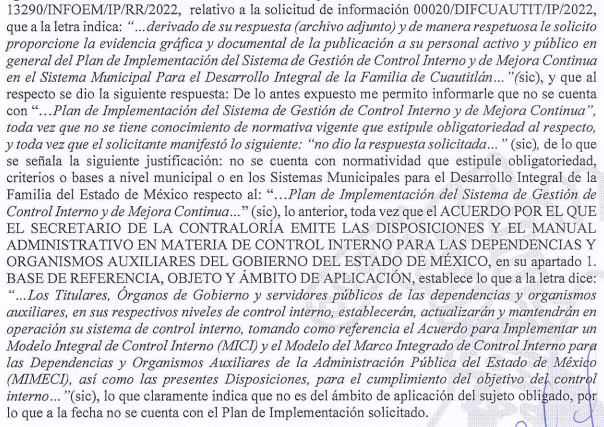 13290/INFOEM/IP/RR/2022, relativo a la solicitud de información 00020/DIFCUAUTIT/IP/2022,
que a la letra indica: “…derivado de su respuesta (archivo adjunto) y de manera respetuosa le solicito
proporcione la evidencia gráfica y documental de la publicación a su personal activo y público en
general del Plan de Implementación del Sistema de Gestión de Control Interno y de Mejora Continua
en el Sistema Municipal Para el Desarrollo Integral de la Familia de Cuautitlán…”(sic), y que al
respecto se dio la siguiente respuesta: De lo antes expuesto me permito informarle que no se cuenta
con “…Plan de Implementación del Sistema de Gestión de Control Interno y de Mejora Continua”,
toda vez que no se tiene conocimiento de normativa vigente que estipule obligatoriedad al respecto,
y toda vez que el solicitante manifestó lo siguiente: “no dio la respuesta solicitada…” (sic), de lo que
se señala la siguiente justificación: no se cuenta con normatividad que estipule obligatoriedad,
criterios o bases a nivel municipal o en los Sistemas Municipales para el Desarrollo Integral de la
Familia del Estado de México respecto al: “…Plan de Implementación del Sistema de Gestión de
Control Interno y de Mejora Continua…” (sic), lo anterior, toda vez que el ACUERDO POR EL QUE
EL SECRETARIO DE LA CONTRALORÍA EMITE LAS DISPOSICIONES Y EL MANUAL
ADMINISTRATIVO EN MATERIA DE CONTROL INTERNO PARA LAS DEPENDENCIAS Y
ORGANISMOS AUXILIARES DEL GOBIERNO DEL ESTADO DE MÉXICO, en su apartado 1.
BASE DE REFERENCIA, OBJETO Y ÁMBITO DE APLICACIÓN, establece lo que a la letra dice:
“…Los Titulares, Órganos de Gobierno y servidores públicos de las dependencias y organismos
auxiliares, en sus respectivos niveles de control interno, establecerán, actualizarán y mantendrán en
operación su sistema de control interno, tomando como referencia el Acuerdo para Implementar un
Modelo Integral de Control Interno (MICI) y el Modelo del Marco Integrado de Control Interno para
las Dependencias y Organismos Auxiliares de la Administración Pública del Estado de México
(MIMECI), así como las presentes Disposiciones, para el cumplimiento del objetivo del control
interno…”(sic), lo que claramente indica que no es del ámbito de aplicación del sujeto obligado, por
lo que a la fecha no se cuenta con el Plan de Implementación solicitado.